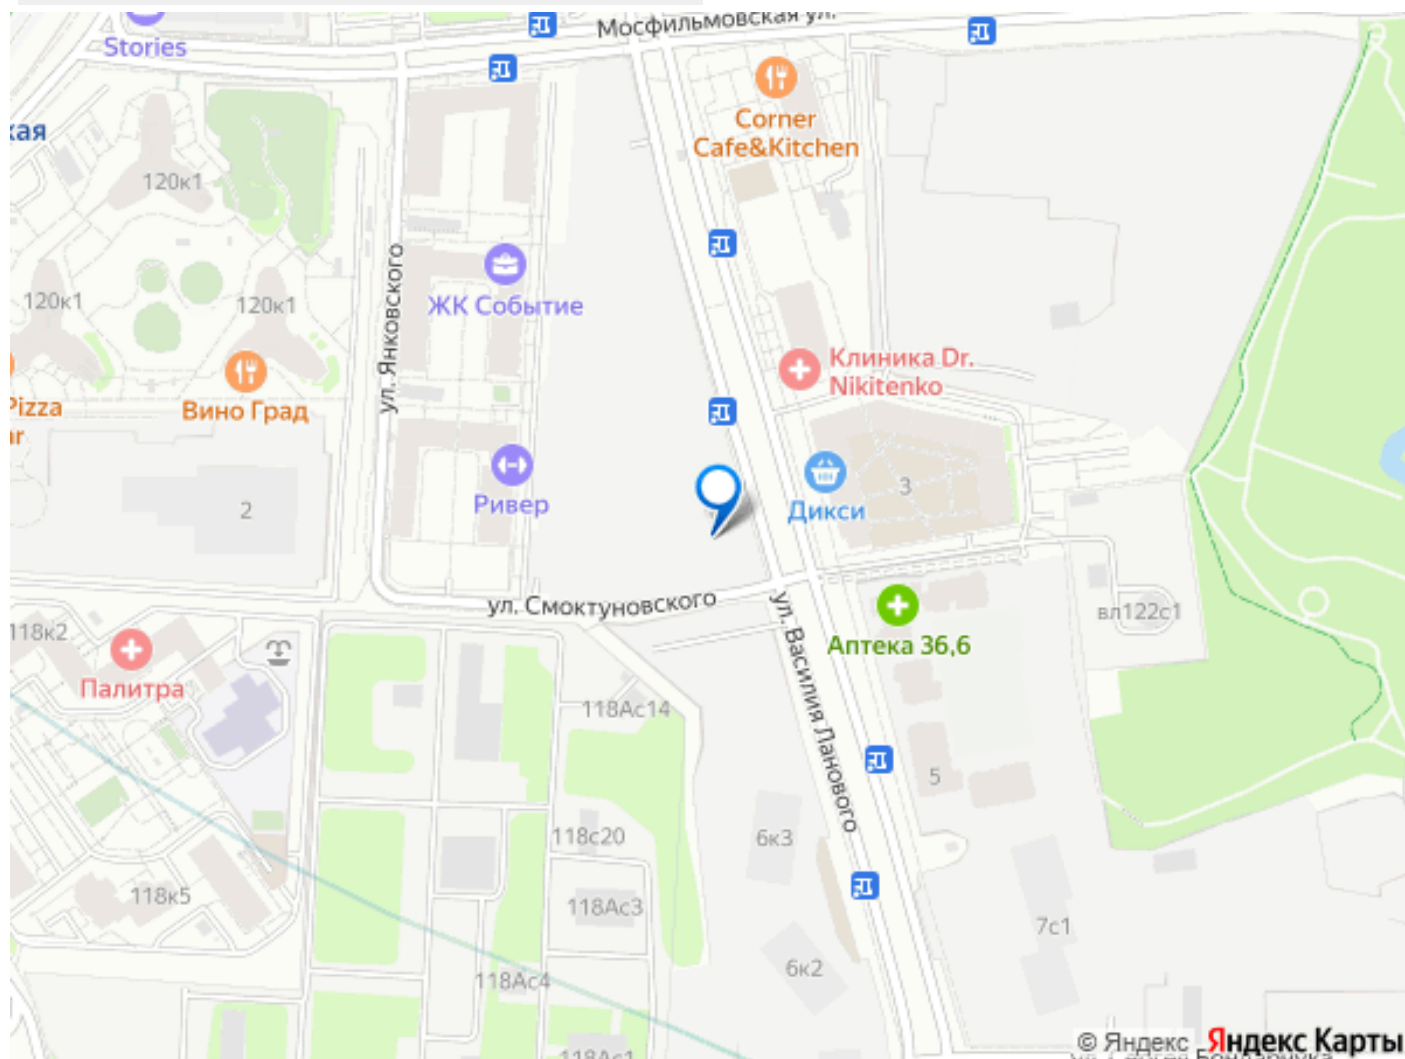 Мосфильмовская ул.
Stories
Corner
Cafe&Kitchen
кая
120к1
ул. Янковского
ЖК Событие
120к1
120к1
Клиника Dr.
Nikitenko
Pizza
Вино Град
3
Ривер
2
Дикси
ул. Смоктуновского
вл122с1
118к2
Аптека 36,6
Палитра
ул. Василия Ланового
118Ас14
5
118с20
6к3
118к5
118Ас3
7с1
6к2
118Ас4
118Ас1
© Яндекс Яндекс Карты